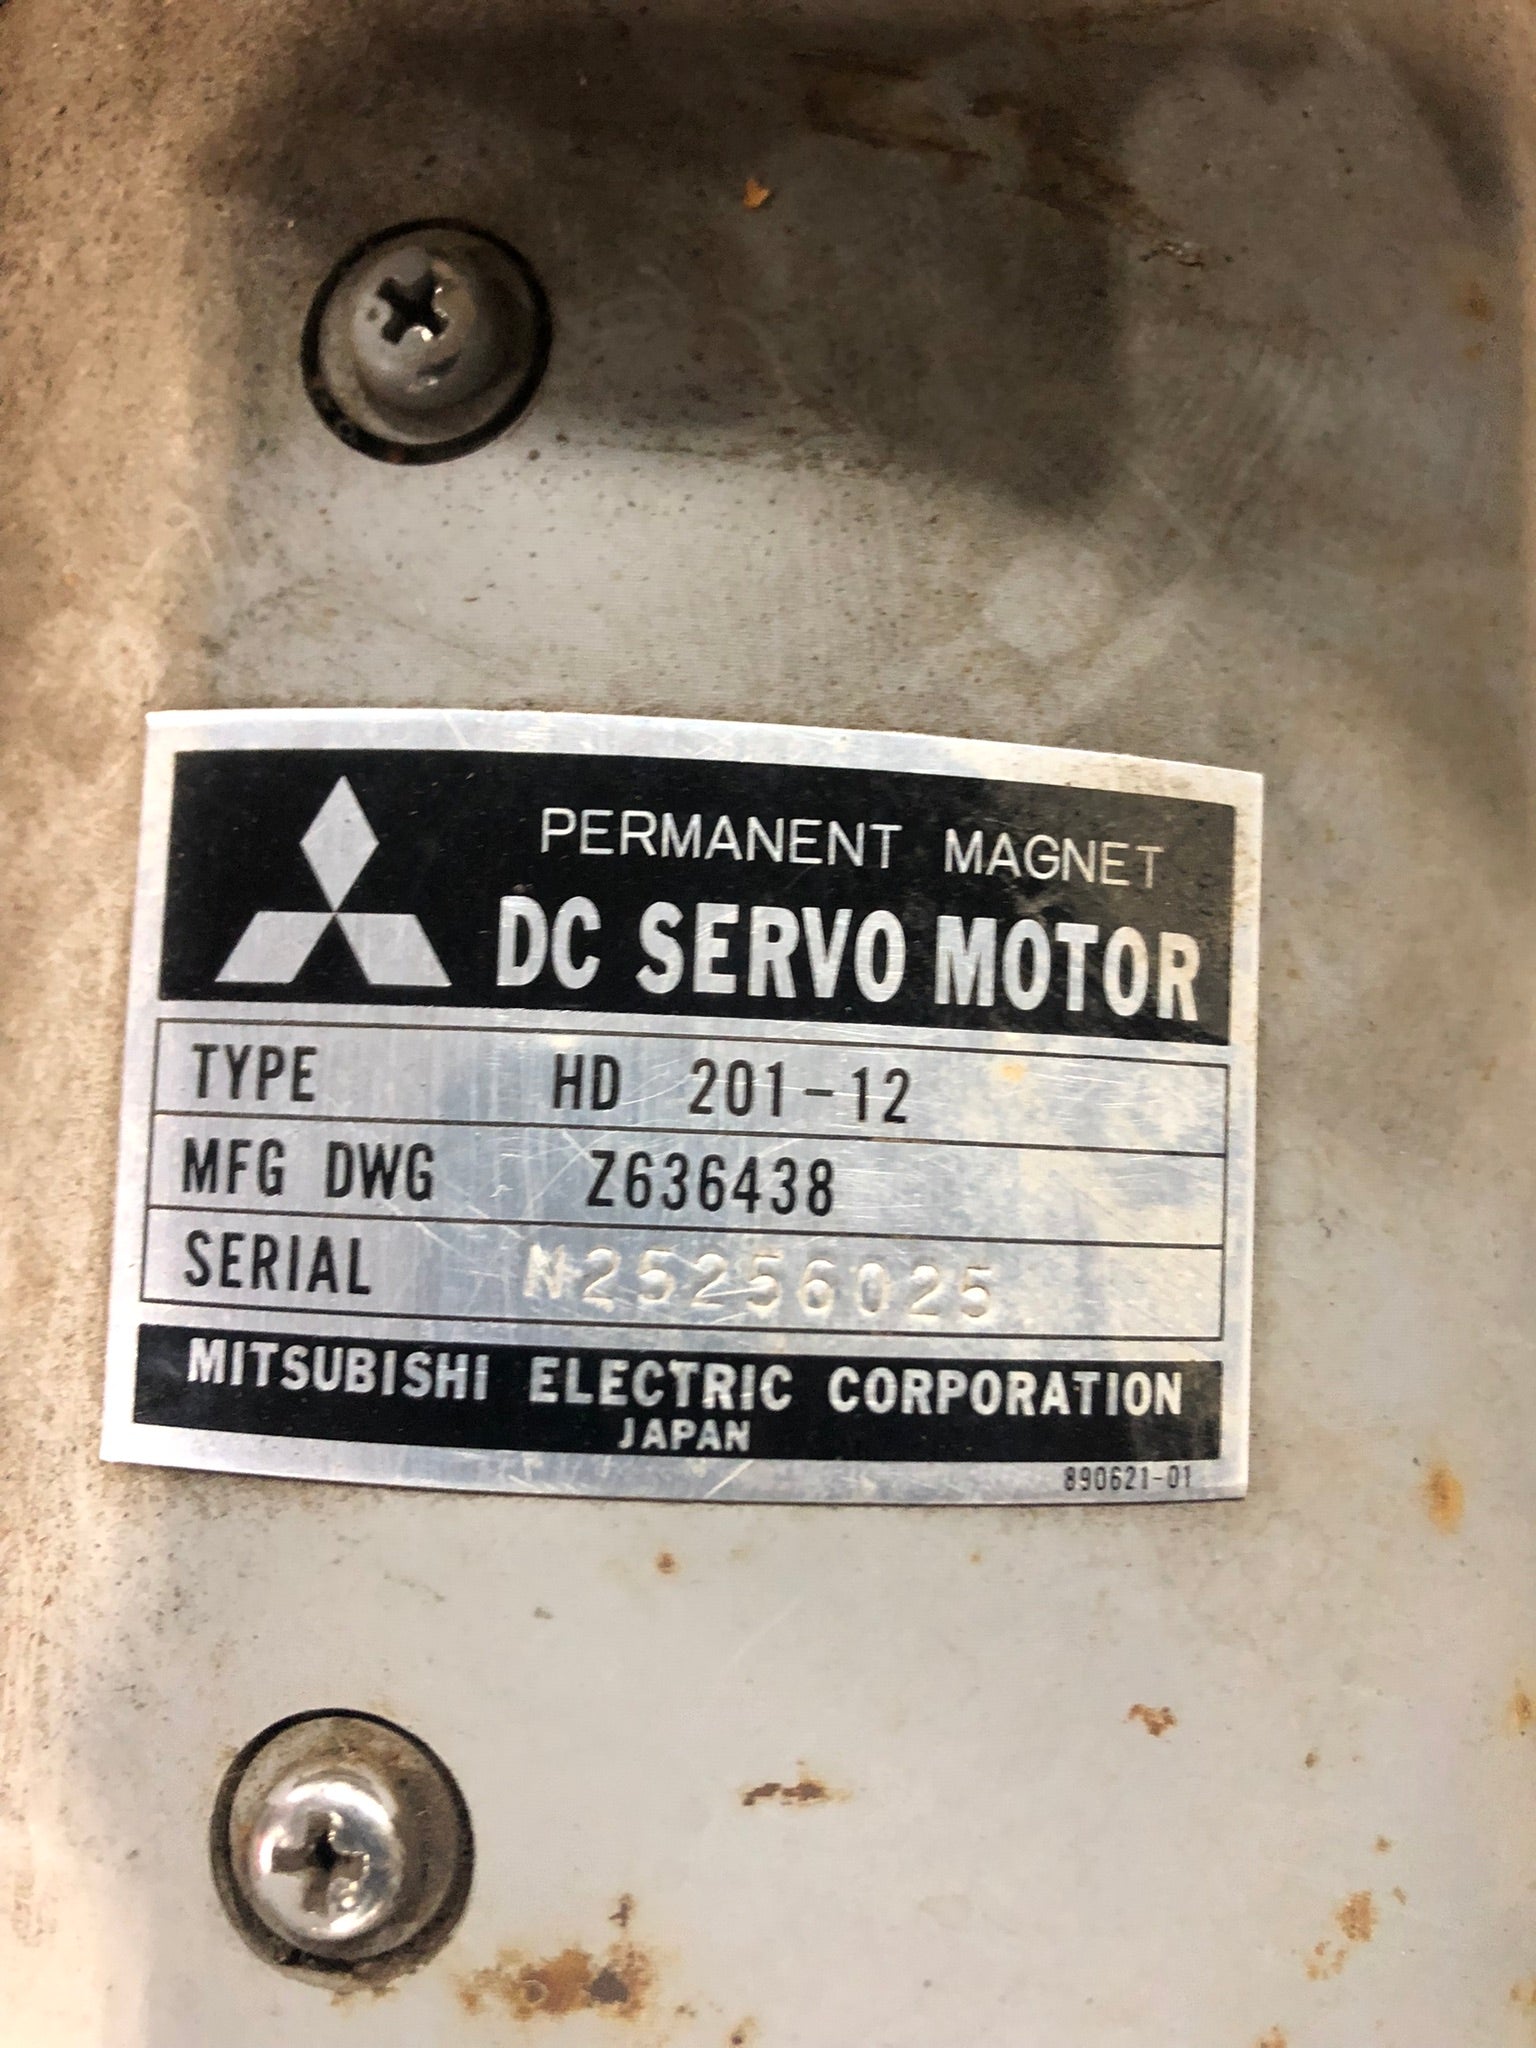 PERMANENT MAGNET
DC SERVO MOTOR
TYPE HD 201-12
MFG DWG Z636438
SERIAL N25256025
MITSUBISHI ELECTRIC CORPORATION
JAPAN
890621-01